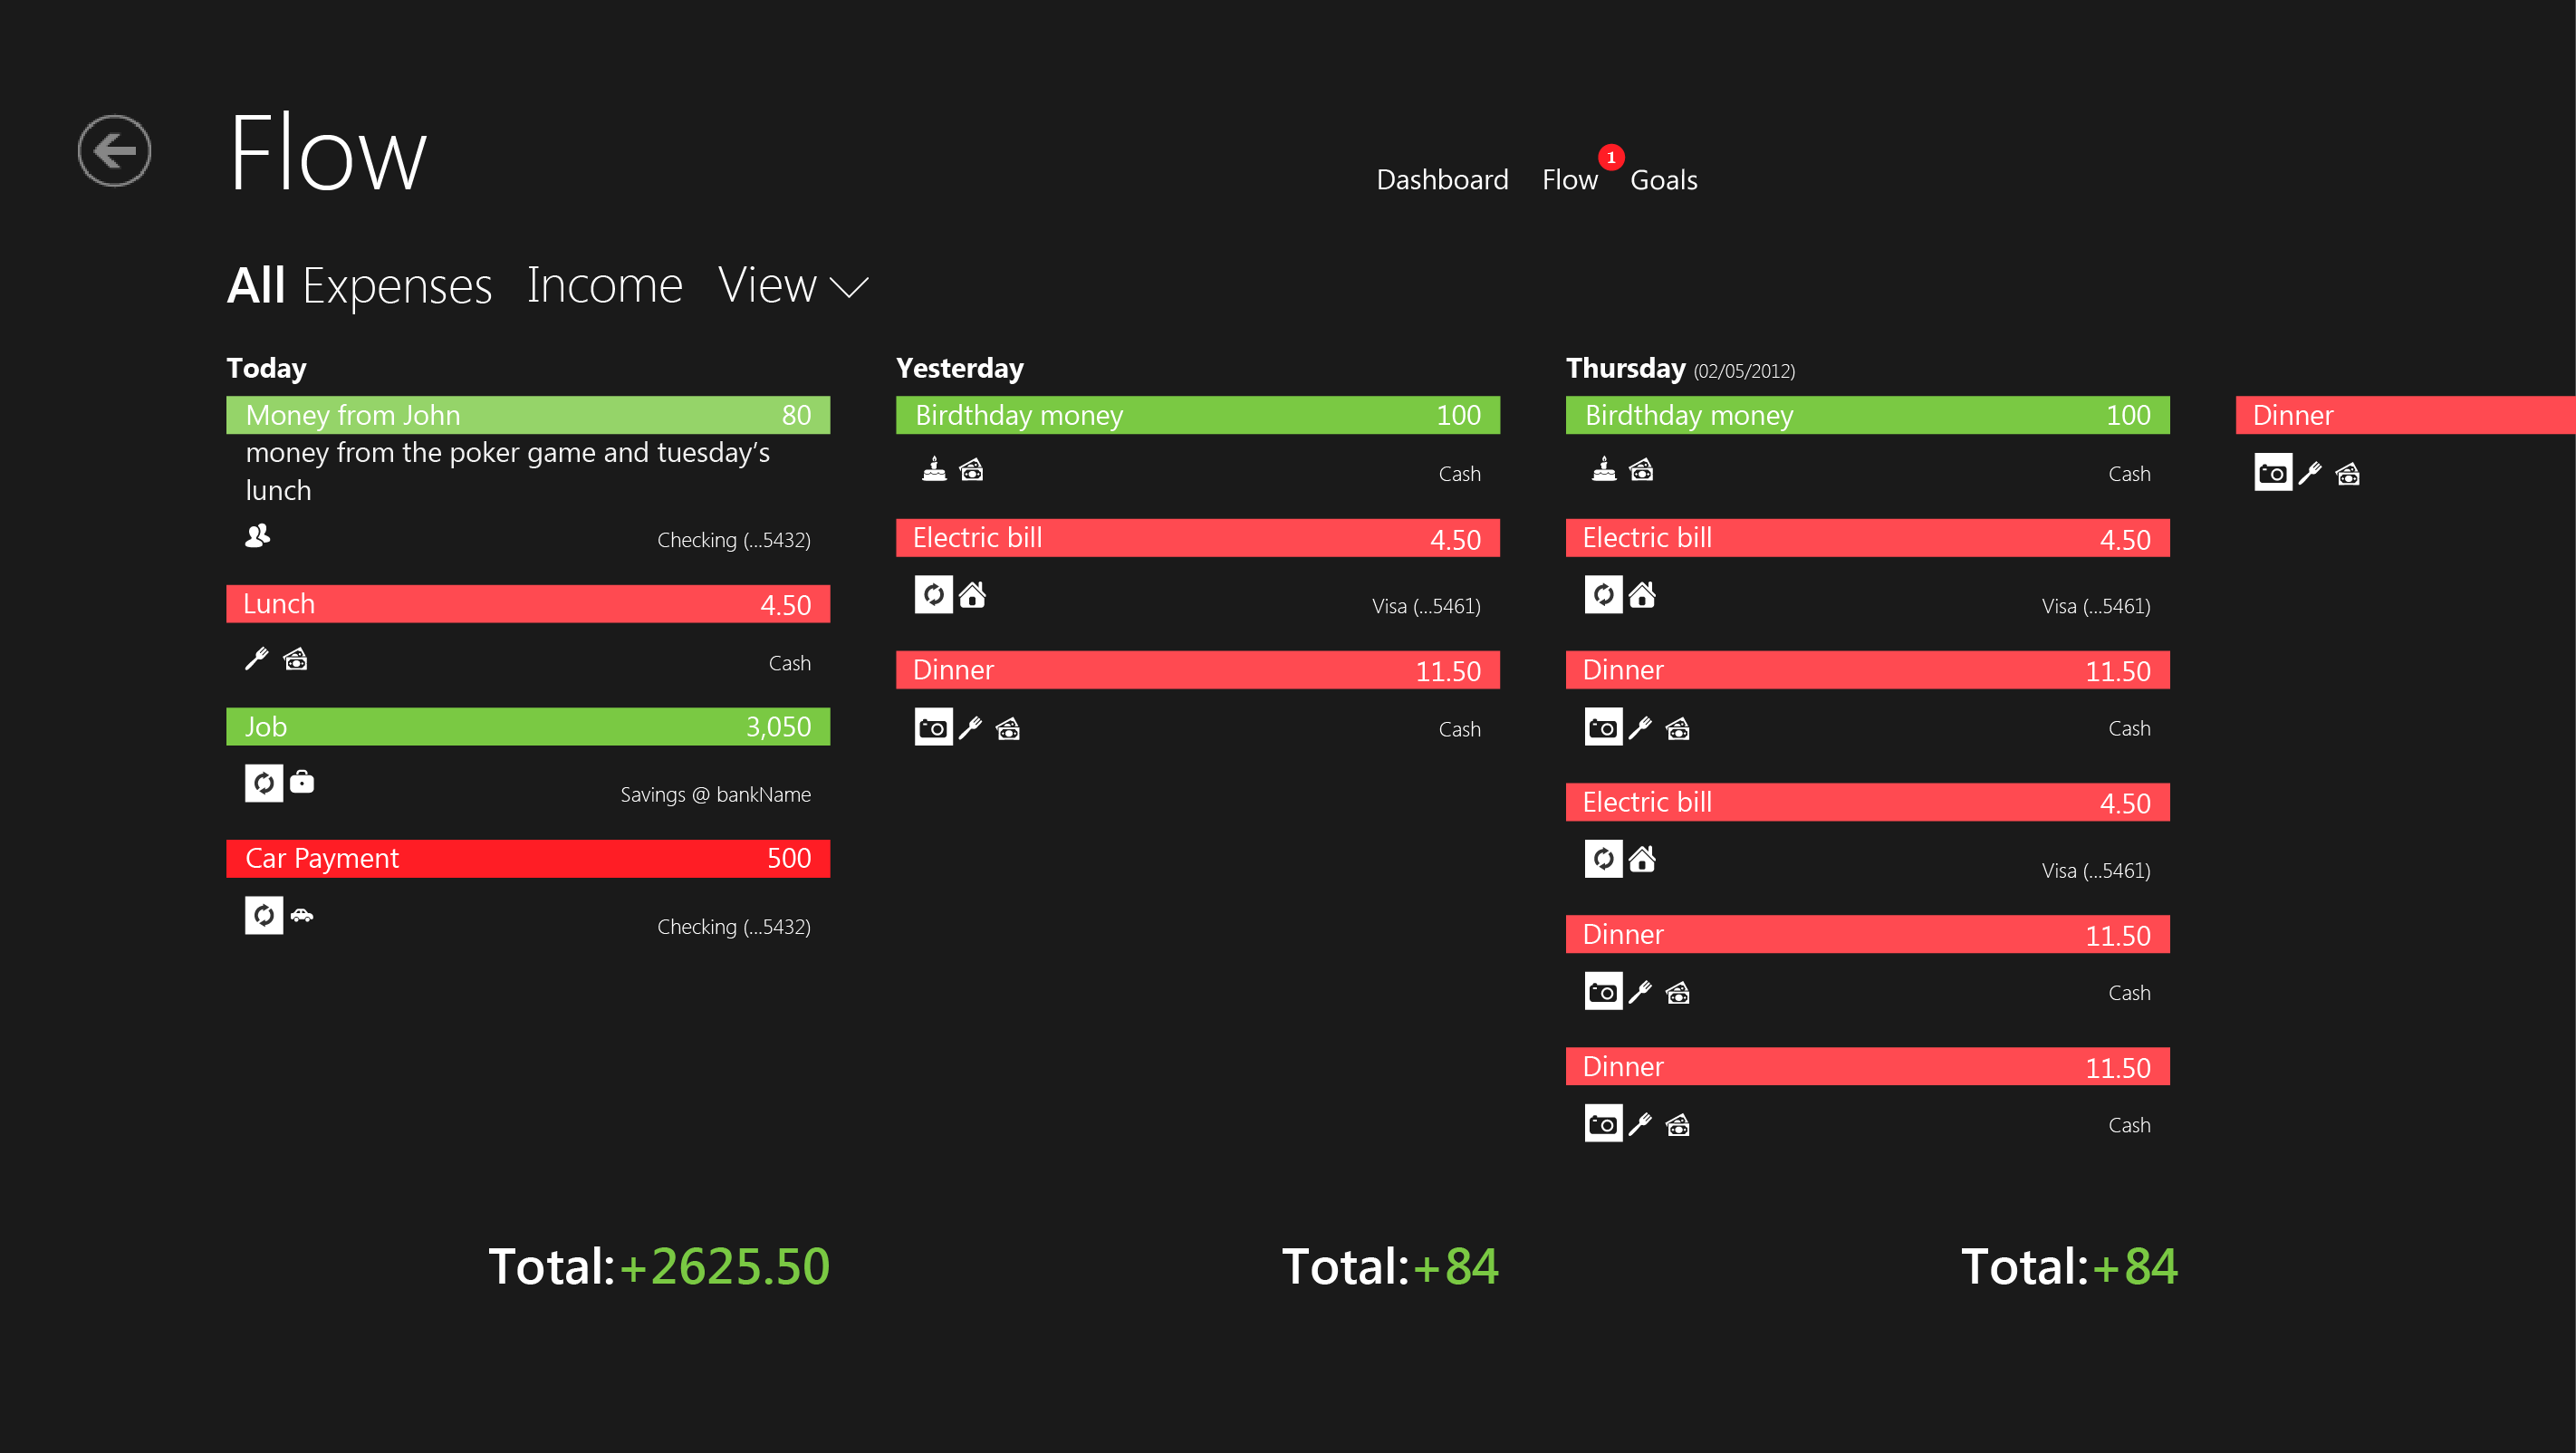 Flow
Dashboard Flow 1 Goals
All Expenses Income View
Today
Money from John 80
money from the poker game and tuesday’s
lunch
Checking (...5432)
Lunch 4.50
Cash
Job 3,050
Savings @ bankName
Car Payment 500
Checking (...5432)
Total:+2625.50
Yesterday
Birdthday money 100
Cash
Electric bill 4.50
Visa (...5461)
Dinner 11.50
Cash
Total:+84
Thursday (02/05/2012)
Birdthday money 100
Cash
Electric bill 4.50
Visa (...5461)
Dinner 11.50
Cash
Electric bill 4.50
Visa (...5461)
Dinner 11.50
Cash
Dinner 11.50
Cash
Total:+84
Dinner